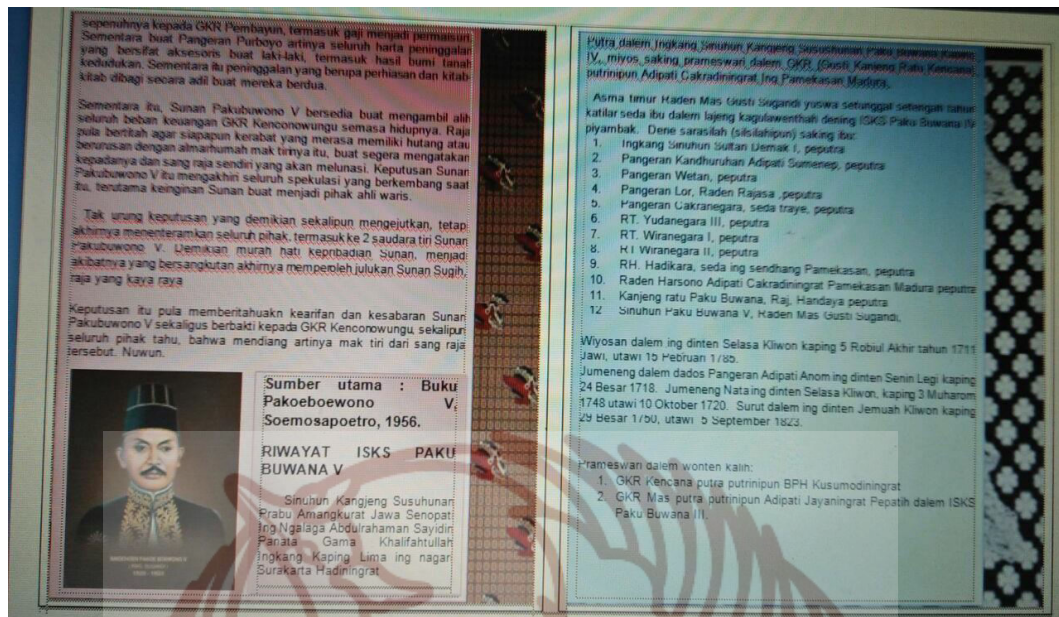 sepenuhnya kepada GKR Pembayun, termasuk gaji menjadi permaisuri.
Sementara buat Pangeran Purboyo artinya seluruh harta peninggalan
yang bersifat aksesoris buat laki-laki, termasuk hasil bumi tanah
kedudukan. Sementara itu peninggalan yang berupa perhiasan dan kitab-
kitab dibagi secara adil buat mereka berdua.
Sementara itu, Sunan Pakubuwono V bersedia buat mengambil alih
seluruh beban keuangan GKR Kenconowungu semasa hidupnya. Raja
pula bertitah agar siapapun kerabat yang merasa memiliki hutang atau
berurusan dengan almarhumah mak tirinya itu, buat segera mengatakan
kepadanya dan sang raja sendiri yang akan melunasi. Keputusan Sunan
Pakubuwono V itu mengakhiri seluruh spekulasi yang berkembang saat
itu, terutama keinginan Sunan buat menjadi pihak ahli waris.
. Tak urung keputusan yang demikian sekalipun mengejutkan, tetapi
akhirnya menenteramkan seluruh pihak, termasuk ke 2 saudara tiri Sunan
Pakubuwono V. Demikian murah hati kepribadian Sunan, menjadi
akibatnya yang bersangkutan akhirnya memperoleh julukan Sunan Sugih,
raja yang kaya raya
Keputusan itu pula memberitahuakn kearifan dan kesabaran Sunan
Pakubuwono V sekaligus berbakti kepada GKR Kenconowungu, sekalipun
seluruh pihak tahu, bahwa mendiang artinya mak tiri dari sang raja
tersebut. Nuwun.
Sumber utama : Buku
Pakoeboewono V,
Soemosapoetro, 1956.
RIWAYAT ISKS PAKU
BUWANA V
Sinuhun Kangjeng Susuhunan
Prabu Amangkurat Jawa Senopati
Ing Ngalaga Abdulrahaman Sayidin
Panata Gama Khalifahtullah
Ingkang Kaping Lima ing nagari
Surakarta Hadiningrat
Putra dalem Ingkang Sinuhun Kangjeng Susushunan Paku Buwana Kaping
IV, miyos saking prameswari dalem GKR (Gusti Kanjeng Ratu Kencana)
putrinipun Adipati Cakradiningrat Ing Pamekasan Madura.
Asma timur Raden Mas Gusti Sugandi yuswa setunggal setengah tahun
katilar seda ibu dalem lajeng kagulawenthah dening ISKS Paku Buwana IV
piyambak. Dene sarasilah (silsilahipun) saking ibu:
1. Ingkang Sinuhun Sultan Demak I, peputra
2. Pangeran Kandhuruhan Adipati Sumenep, peputra
3. Pangeran Wetan, peputra
4. Pangeran Lor, Raden Rajasa ,peputra
5. Pangeran Cakranegara, seda traye, peputra
6. RT. Yudanegara III, peputra
7. RT. Wiranegara I, peputra
8. RT Wiranegara II, peputra
9. RH. Hadikara, seda ing sendhang Pamekasan, peputra
10. Raden Harsono Adipati Cakradiningrat Pamekasan Madura peputra
11. Kanjeng ratu Paku Buwana, Raj, Handaya peputra
12 Sinuhun Paku Buwana V, Raden Mas Gusti Sugandi,
Wiyosan dalem ing dinten Selasa Kliwon kaping 5 Robiul Akhir tahun 1711
Jawi, utawi 15 Pebruari 1785.
Jumeneng dalem dados Pangeran Adipati Anom ing dinten Senin Legi kaping
24 Besar 1718. Jumeneng Nata ing dinten Selasa Kliwon, kaping 3 Muharom
1748 utawi 10 Oktober 1720. Surut dalem ing dinten Jemuah Kliwon kaping
29 Besar 1750, utawi 5 September 1823.
Prameswari dalem wonten kalih:
1. GKR Kencana putra putrinipun BPH Kusumodiningrat
2. GKR Mas putra putrinipun Adipati Jayaningrat Pepatih dalem ISKS
Paku Buwana III.